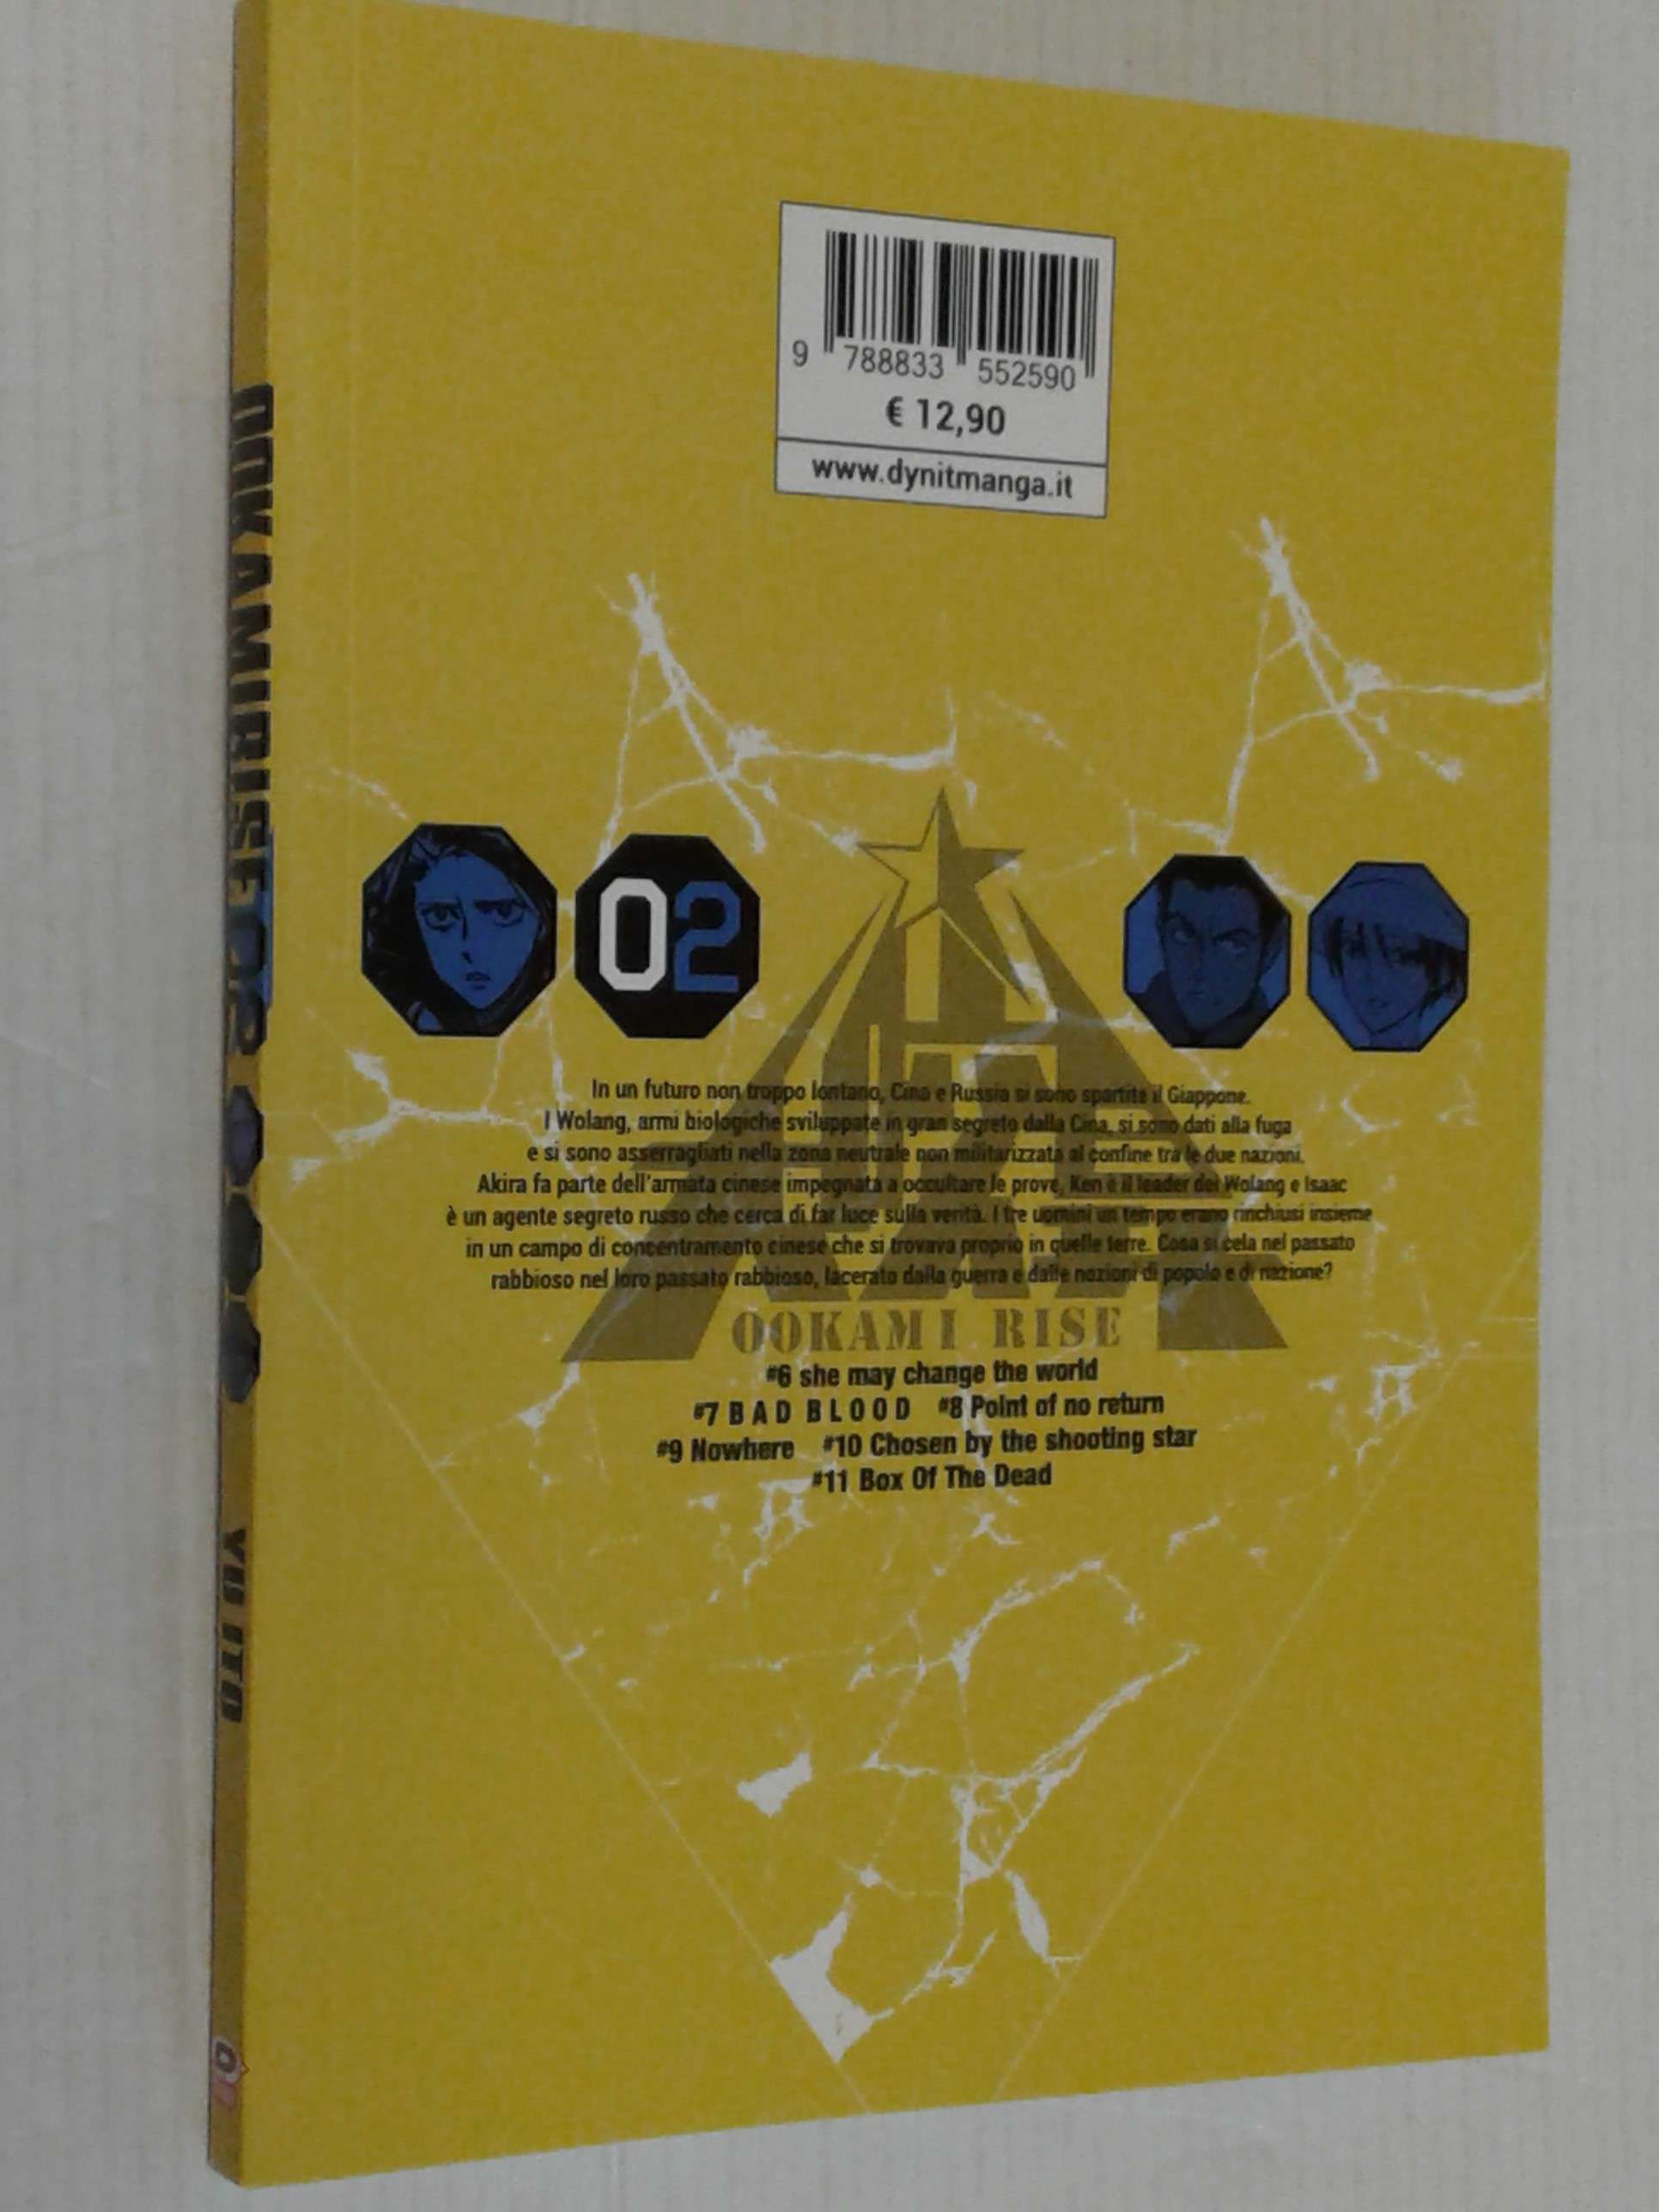 9 788833 552590
€ 12,90
www.dynitmanga.it
02
In un futuro non troppo lontano, Cina e Russia si sono spartite il Giappone.
I Wolang, armi biologiche sviluppate in gran segreto dalla Cina, si sono dati alla fuga
e si sono asserragliati nella zona neutrale non militarizzata al confine tra le due nazioni.
Akira fa parte dell'armata cinese impegnata a occultare le prove, Ken è il leader dei Wolang e Isaac
è un agente segreto russo che cerca di far luce sulla verità. I tre uomini un tempo erano rinchiusi insieme
in un campo di concentramento cinese che si trovava proprio in quelle terre. Cosa si cela nel passato
rabbioso nel loro passato rabbioso, lacerato dalla guerra e dalle nozioni di popolo e di nazione?
OOKAMI RISE
#6 she may change the world
#7 BAD BLOOD #8 Point of no return
#9 Nowhere #10 Chosen by the shooting star
#11 Box Of The Dead
OOKAMI RISE 02 YU ITO